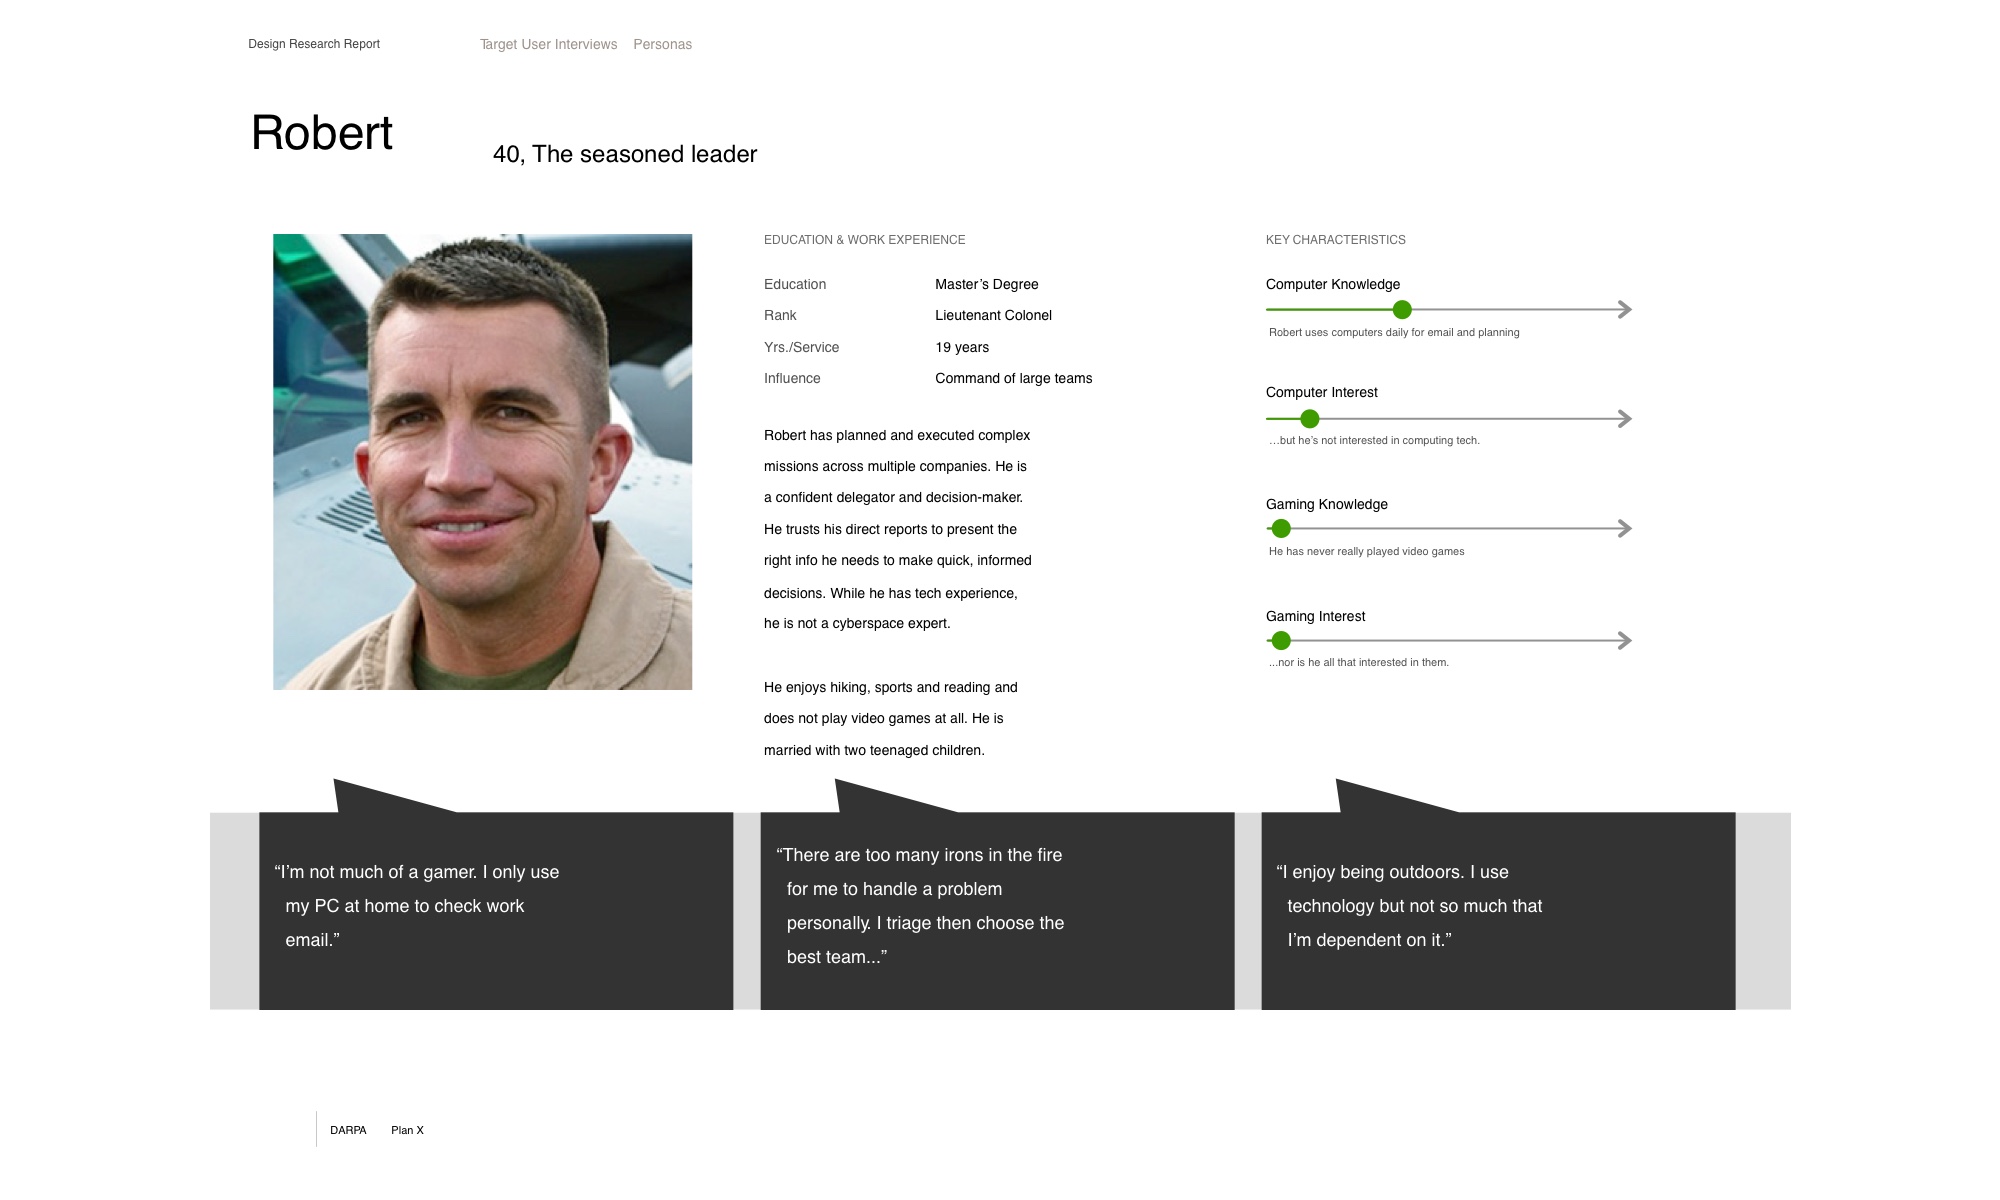 Design Research Report
Target User Interviews Personas
Robert
40, The seasoned leader
EDUCATION & WORK EXPERIENCE
Education Master’s Degree
Rank Lieutenant Colonel
Yrs./Service 19 years
Influence Command of large teams
Robert has planned and executed complex
missions across multiple companies. He is
a confident delegator and decision-maker.
He trusts his direct reports to present the
right info he needs to make quick, informed
decisions. While he has tech experience,
he is not a cyberspace expert.
He enjoys hiking, sports and reading and
does not play video games at all. He is
married with two teenaged children.
KEY CHARACTERISTICS
Computer Knowledge
Robert uses computers daily for email and planning
Computer Interest
…but he’s not interested in computing tech.
Gaming Knowledge
He has never really played video games
Gaming Interest
...nor is he all that interested in them.
“I’m not much of a gamer. I only use
my PC at home to check work
email.”
“There are too many irons in the fire
for me to handle a problem
personally. I triage then choose the
best team...”
“I enjoy being outdoors. I use
technology but not so much that
I’m dependent on it.”
DARPA Plan X